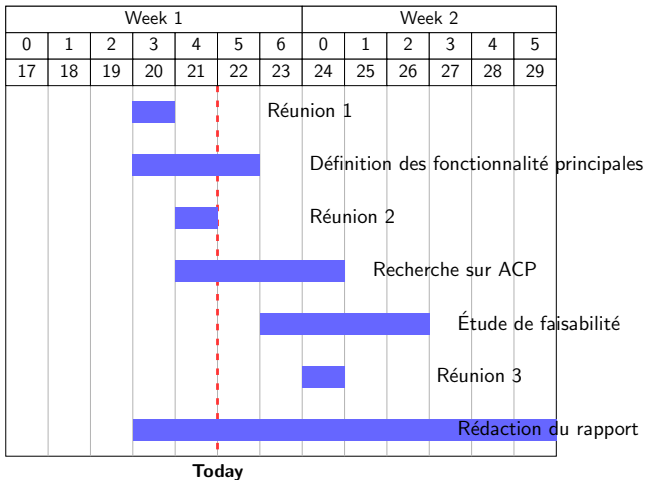 Week 1 Week 2
0 1 2 3 4 5 6 0 1 2 3 4 5
17 18 19 20 21 22 23 24 25 26 27 28 29
Réunion 1
Définition des fonctionnalité principales
Réunion 2
Recherche sur ACP
Étude de faisabilité
Réunion 3
Rédaction du rapport
Today